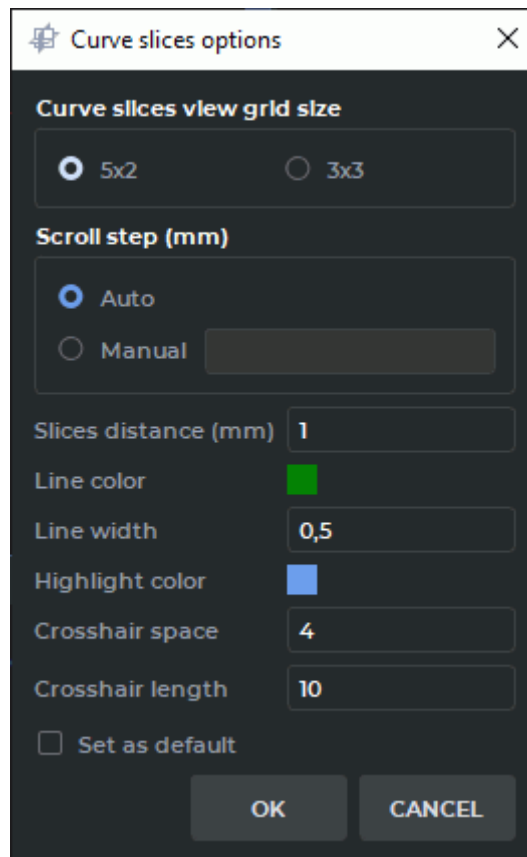 Curve slices options
Curve slices view grid size
5x2 3x3
Scroll step (mm)
Auto
Manual
Slices distance (mm) 1
Line color
Line width 0,5
Highlight color
Crosshair space 4
Crosshair length 10
Set as default
OK CANCEL